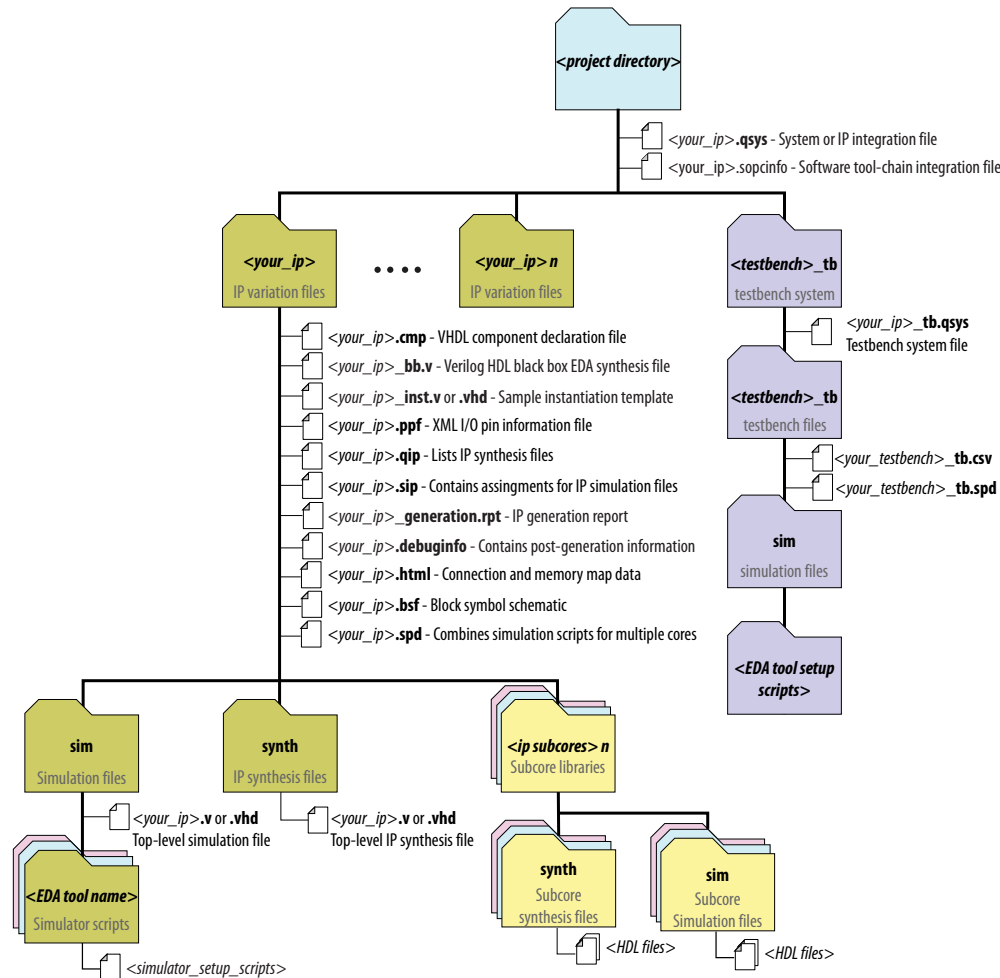 <project directory>
<your_ip>.qsys - System or IP integration file
<your_ip>.sopcinfo - Software tool-chain integration file
<your_ip>
IP variation files
<your_ip> n
IP variation files
<testbench>_tb
testbench system
<your_ip>_tb.qsys
Testbench system file
<testbench>_tb
testbench files
<your_testbench>_tb.csv
<your_testbench>_tb.spd
sim
simulation files
<EDA tool setup
scripts>
<your_ip>.cmp - VHDL component declaration file
<your_ip>_bb.v - Verilog HDL black box EDA synthesis file
<your_ip>_inst.v or .vhd - Sample instantiation template
<your_ip>.ppf - XML I/O pin information file
<your_ip>.qip - Lists IP synthesis files
<your_ip>.sip - Contains assingments for IP simulation files
<your_ip>_generation.rpt - IP generation report
<your_ip>.debuginfo - Contains post-generation information
<your_ip>.html - Connection and memory map data
<your_ip>.bsf - Block symbol schematic
<your_ip>.spd - Combines simulation scripts for multiple cores
sim
Simulation files
<your_ip>.v or .vhd
Top-level simulation file
<EDA tool name>
Simulator scripts
<simulator_setup_scripts>
synth
IP synthesis files
<your_ip>.v or .vhd
Top-level IP synthesis file
<ip subcores> n
Subcore libraries
synth
Subcore
synthesis files
<HDL files>
sim
Subcore
Simulation files
<HDL files>